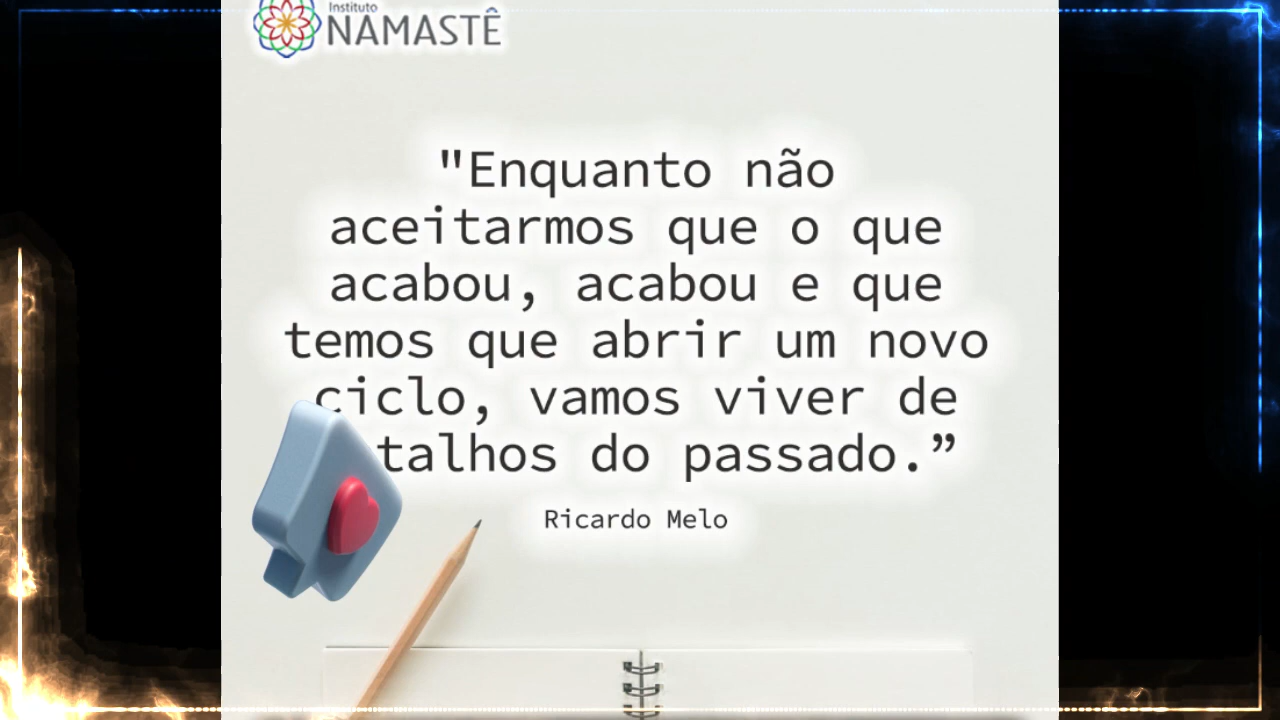 Instituto
NAMASTÊ
"Enquanto não
aceitarmos que o que
acabou, acabou e que
temos que abrir um novo
ciclo, vamos viver de
talhos do passado.”
Ricardo Melo